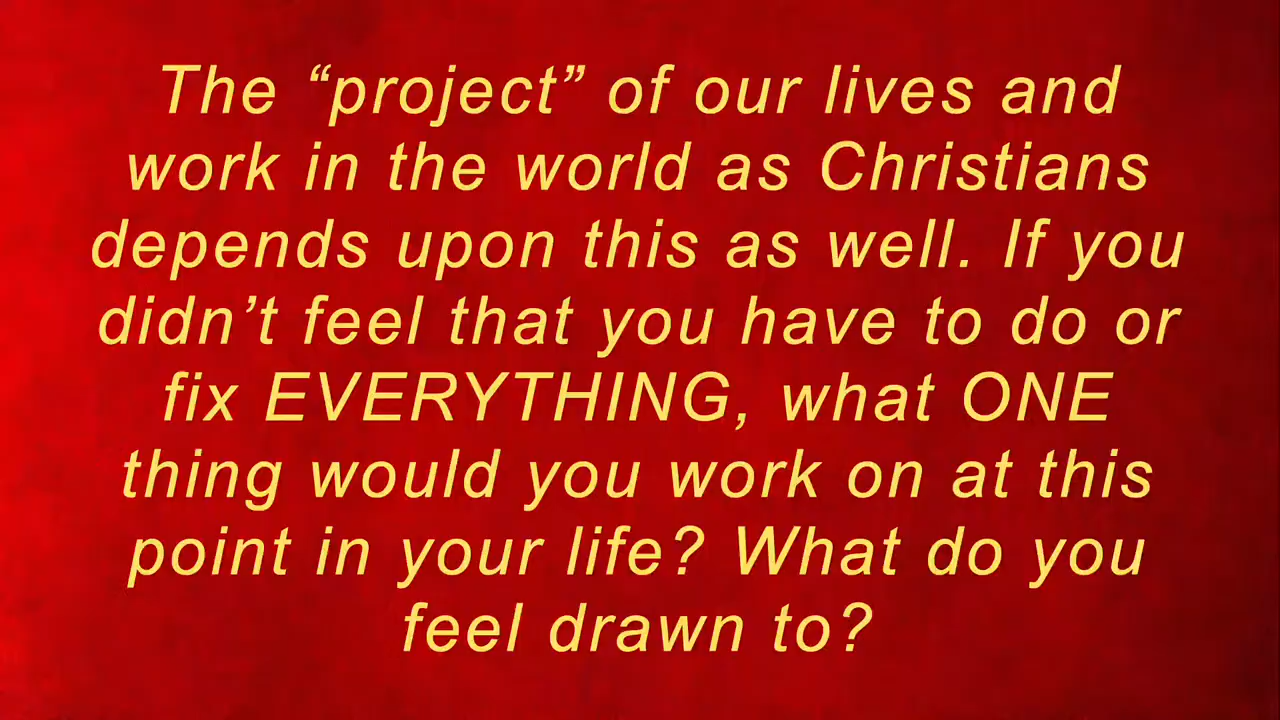 The “project” of our lives and
work in the world as Christians
depends upon this as well. If you
didn’t feel that you have to do or
fix EVERYTHING, what ONE
thing would you work on at this
point in your life? What do you
feel drawn to?